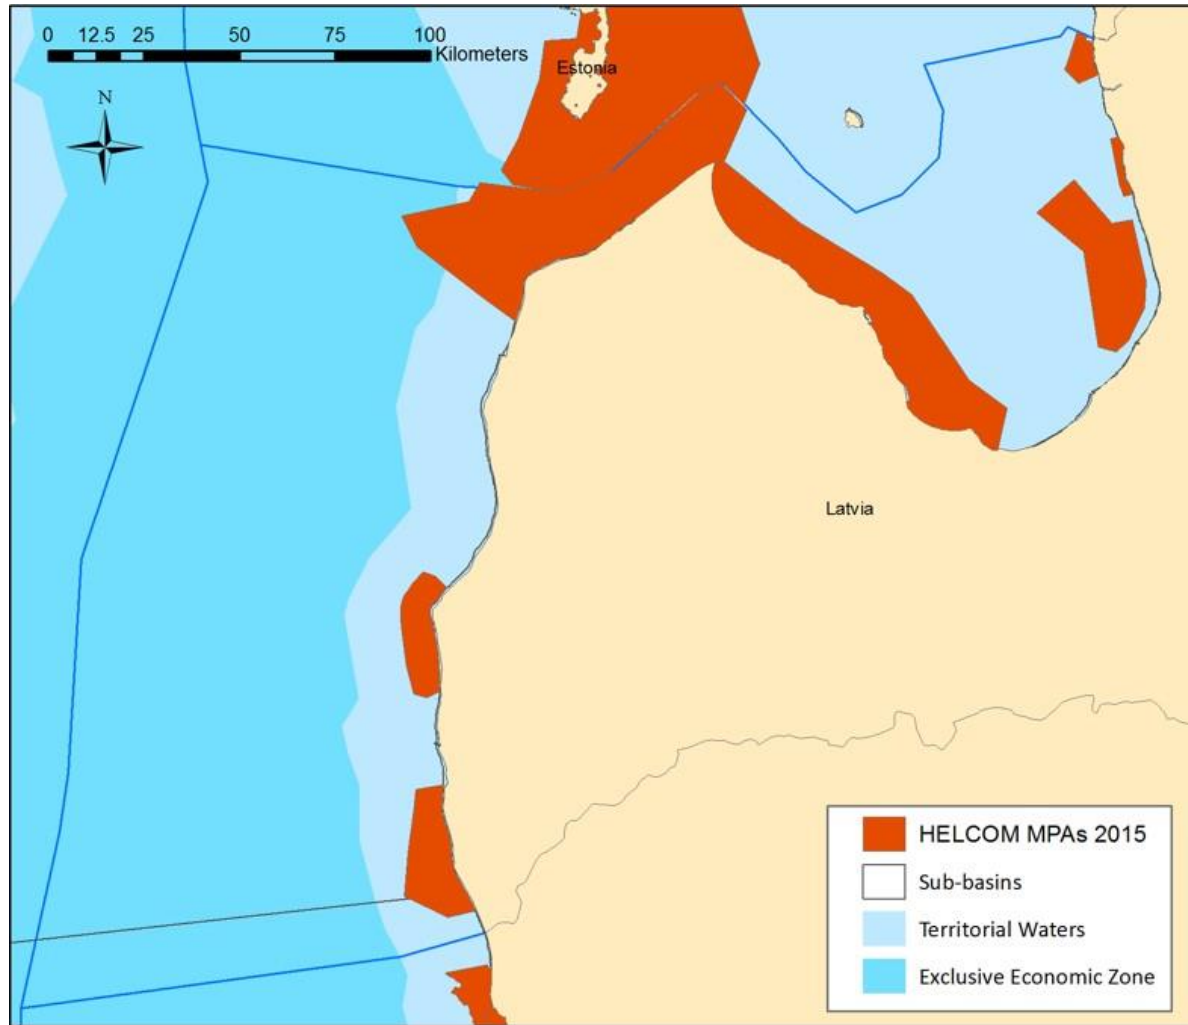 0 12.5 25 50 75 100
Kilometers
Estonia
N
Latvia
HELCOM MPAs 2015
Sub-basins
Territorial Waters
Exclusive Economic Zone